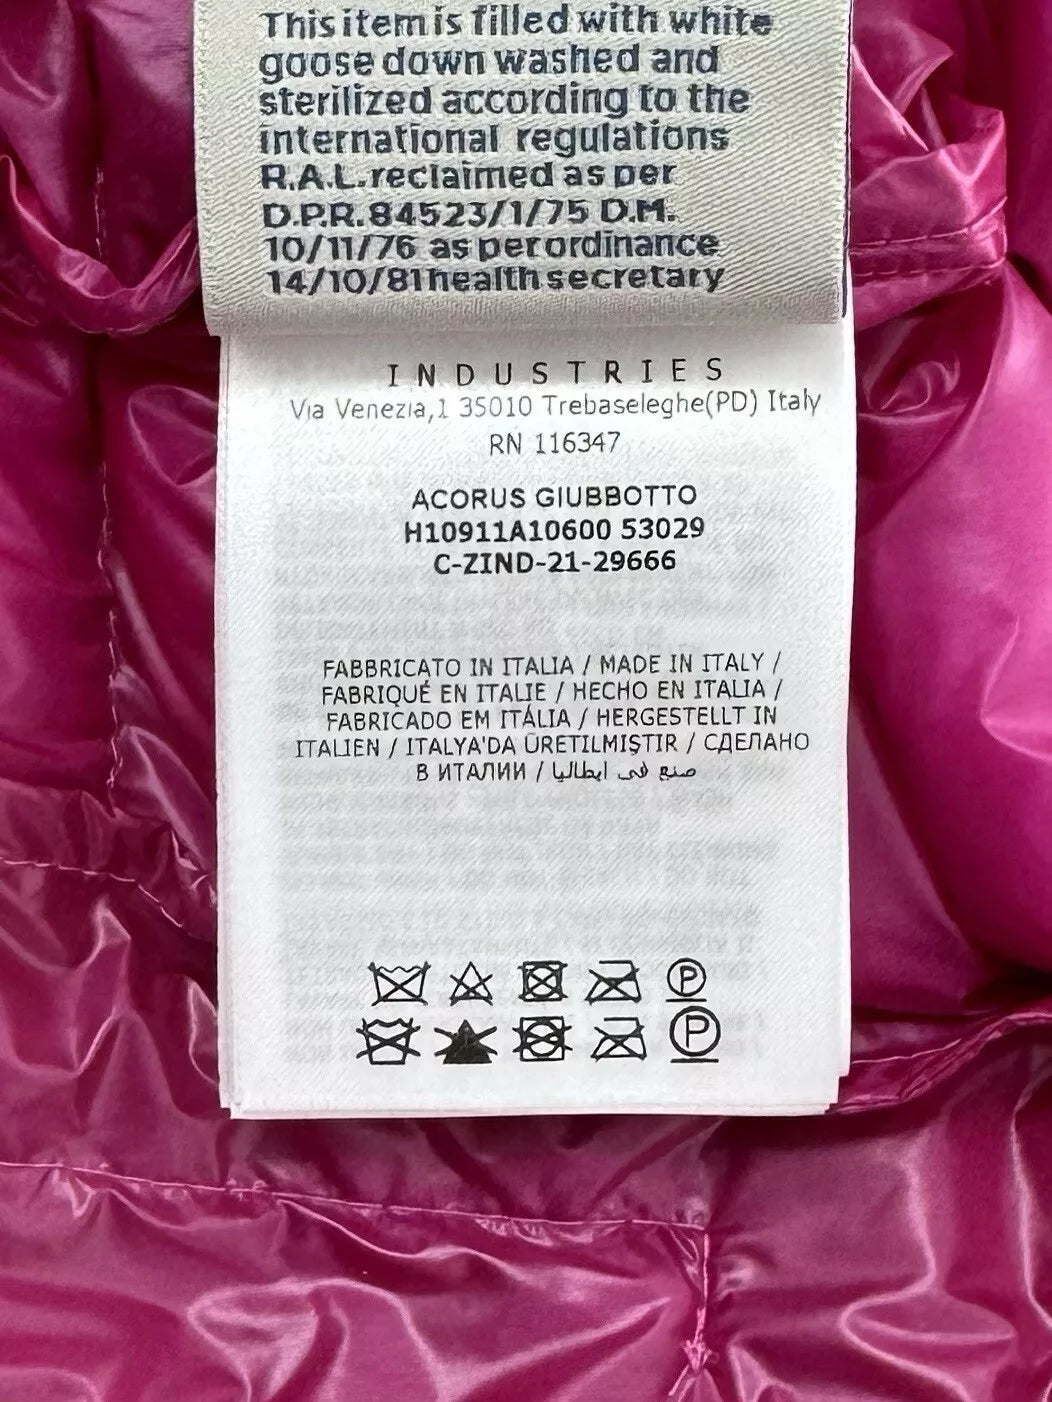 This item is filled with white
goose down washed and
sterilized according to the
international regulations
R.A.L. reclaimed as per
D.P.R. 84523/1/75 D.M.
10/11/76 as per ordinance
14/10/81 health secretary
INDUSTRIES
Via Venezia,1 35010 Trebaseleghe(PD) Italy
RN 116347
ACORUS GIUBBOTTO
H10911A10600 53029
C-ZIND-21-29666
FABBRICATO IN ITALIA / MADE IN ITALY /
FABRIQUÉ EN ITALIE / HECHO EN ITALIA /
FABRICADO EM ITÁLIA / HERGESTELLT IN
ITALIEN / ITALYA'DA ÜRETILMIŞTIR / СДЕЛАНО
В ИТАЛИИ / صنع في ايطاليا
P
P